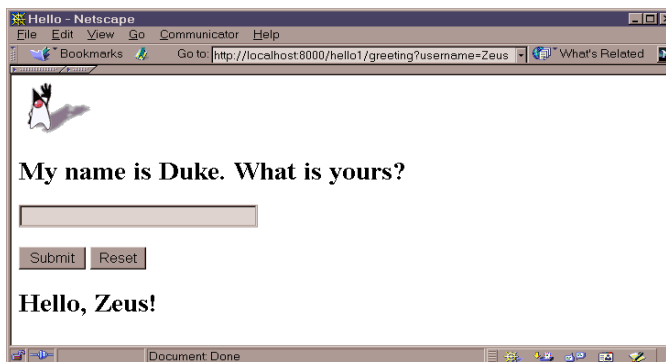 Hello - Netscape
File Edit View Go Communicator Help
Bookmarks Go to: http://localhost:8000/hello1/greeting?username=Zeus What's Related
My name is Duke. What is yours?
Submit Reset
Hello, Zeus!
Document: Done